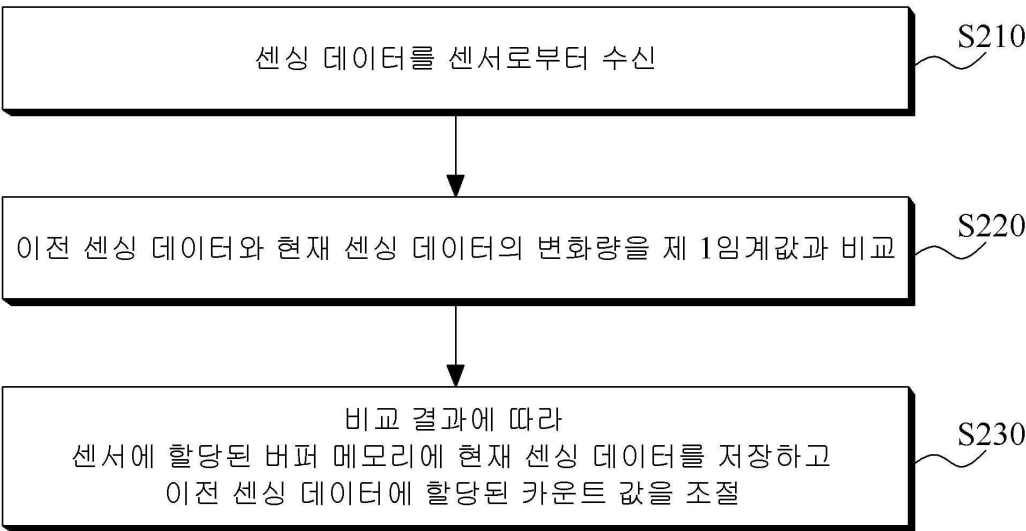 센싱 데이터를 센서로부터 수신
S210
이전 센싱 데이터와 현재 센싱 데이터의 변화량을 제 1임계값과 비교
S220
비교 결과에 따라
센서에 할당된 버퍼 메모리에 현재 센싱 데이터를 저장하고
이전 센싱 데이터에 할당된 카운트 값을 조절
S230